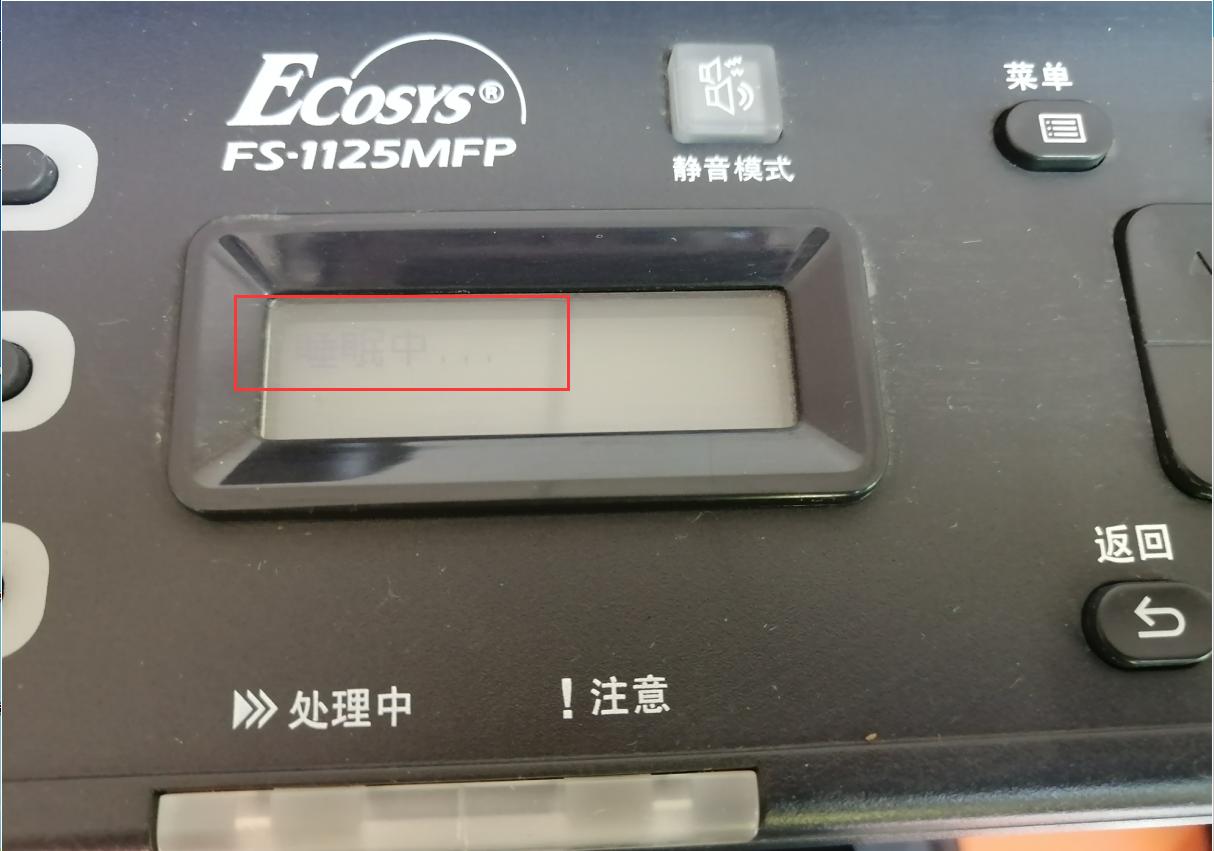 ECOSYS®
FS-1125MFP
静音模式
菜单
睡眠中...
返回
处理中
!注意